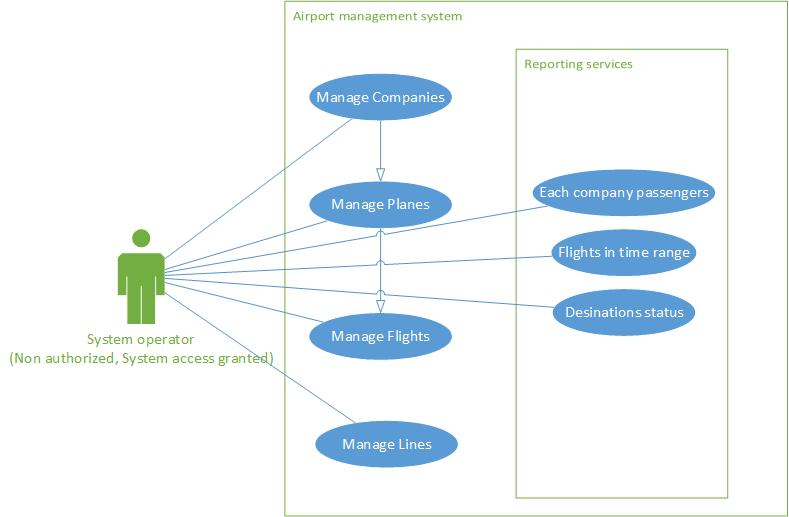 Airport management system
Reporting services
Manage Companies
Manage Planes
Each company passengers
Flights in time range
Desinations status
Manage Flights
Manage Lines
System operator
(Non authorized, System access granted)